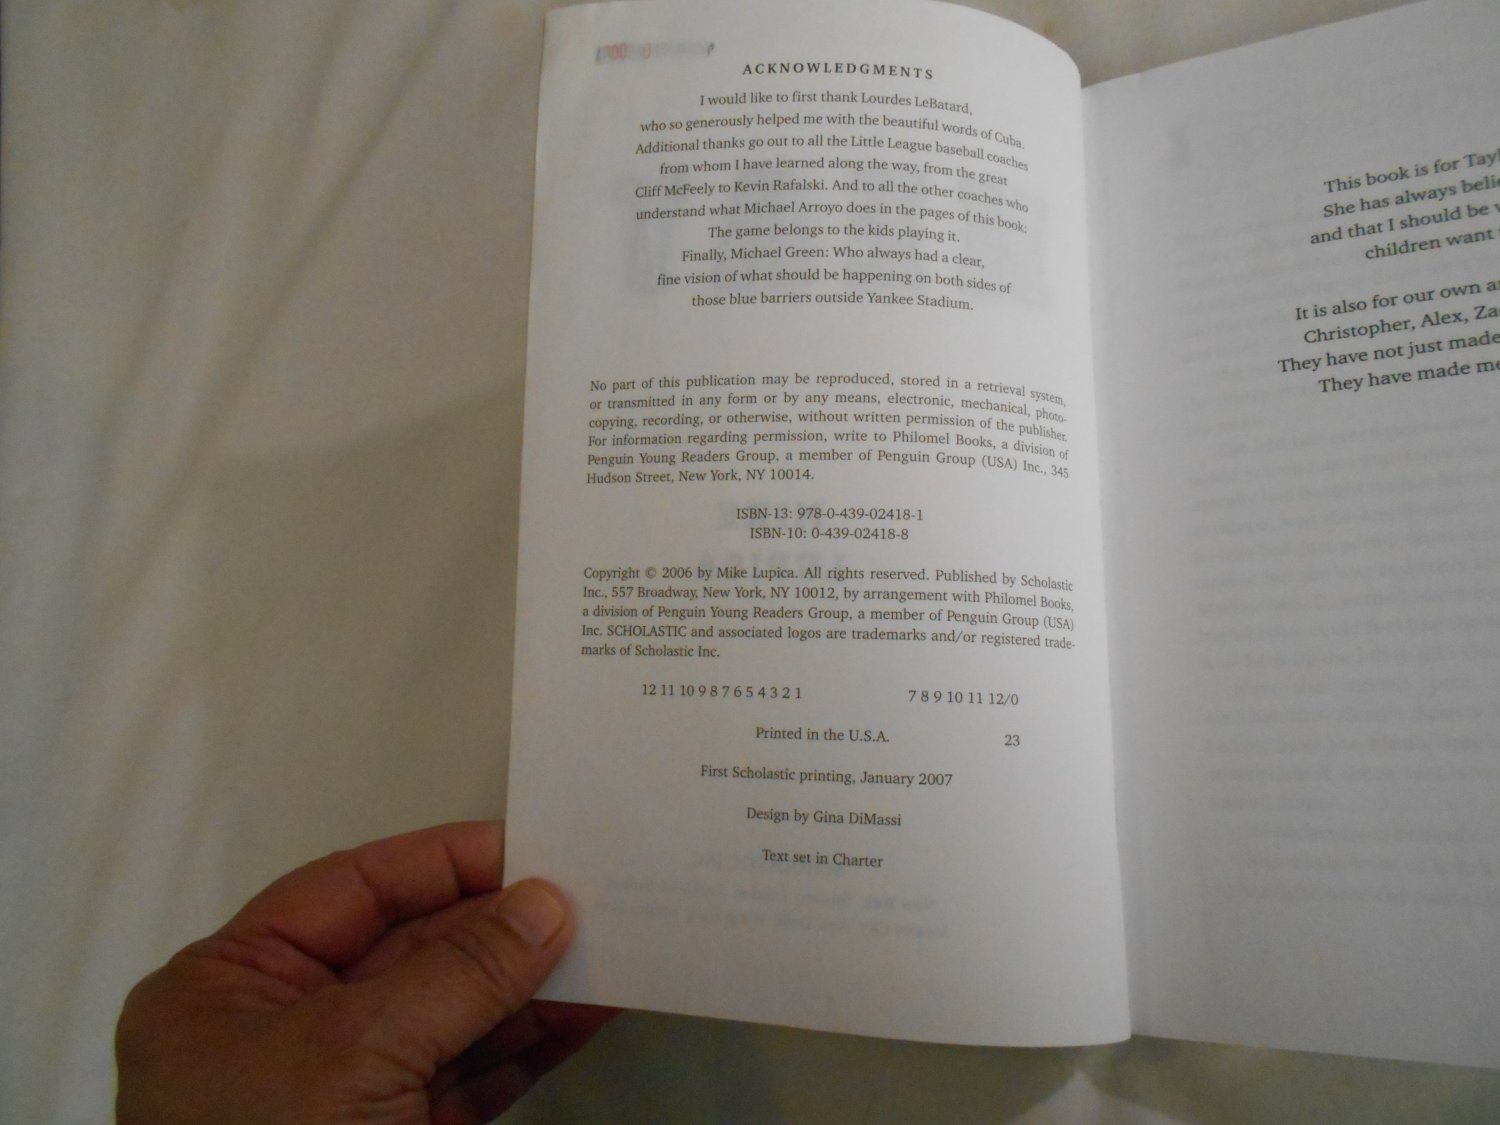 ACKNOWLEDGMENTS
I would like to first thank Lourdes LeBatard,
who so generously helped me with the beautiful words of Cuba.
Additional thanks go out to all the Little League baseball coaches
from whom I have learned along the way, from the great
Cliff McFeely to Kevin Rafalski. And to all the other coaches who
understand what Michael Arroyo does in the pages of this book:
The game belongs to the kids playing it.
Finally, Michael Green: Who always had a clear,
fine vision of what should be happening on both sides of
those blue barriers outside Yankee Stadium.
No part of this publication may be reproduced, stored in a retrieval system,
or transmitted in any form or by any means, electronic, mechanical, photo-
copying, recording, or otherwise, without written permission of the publisher.
For information regarding permission, write to Philomel Books, a division of
Penguin Young Readers Group, a member of Penguin Group (USA) Inc., 345
Hudson Street, New York, NY 10014.
ISBN-13: 978-0-439-02418-1
ISBN-10: 0-439-02418-8
Copyright © 2006 by Mike Lupica. All rights reserved. Published by Scholastic
Inc., 557 Broadway, New York, NY 10012, by arrangement with Philomel Books,
a division of Penguin Young Readers Group, a member of Penguin Group (USA)
Inc. SCHOLASTIC and associated logos are trademarks and/or registered trade-
marks of Scholastic Inc.
12 11 10 9 8 7 6 5 4 3 2 1 7 8 9 10 11 12/0
Printed in the U.S.A. 23
First Scholastic printing, January 2007
Design by Gina DiMassi
Text set in Charter
This book is for
She has always
and that I should be
children want
It is also for our own
Christopher, Alex,
They have not just made
They have made